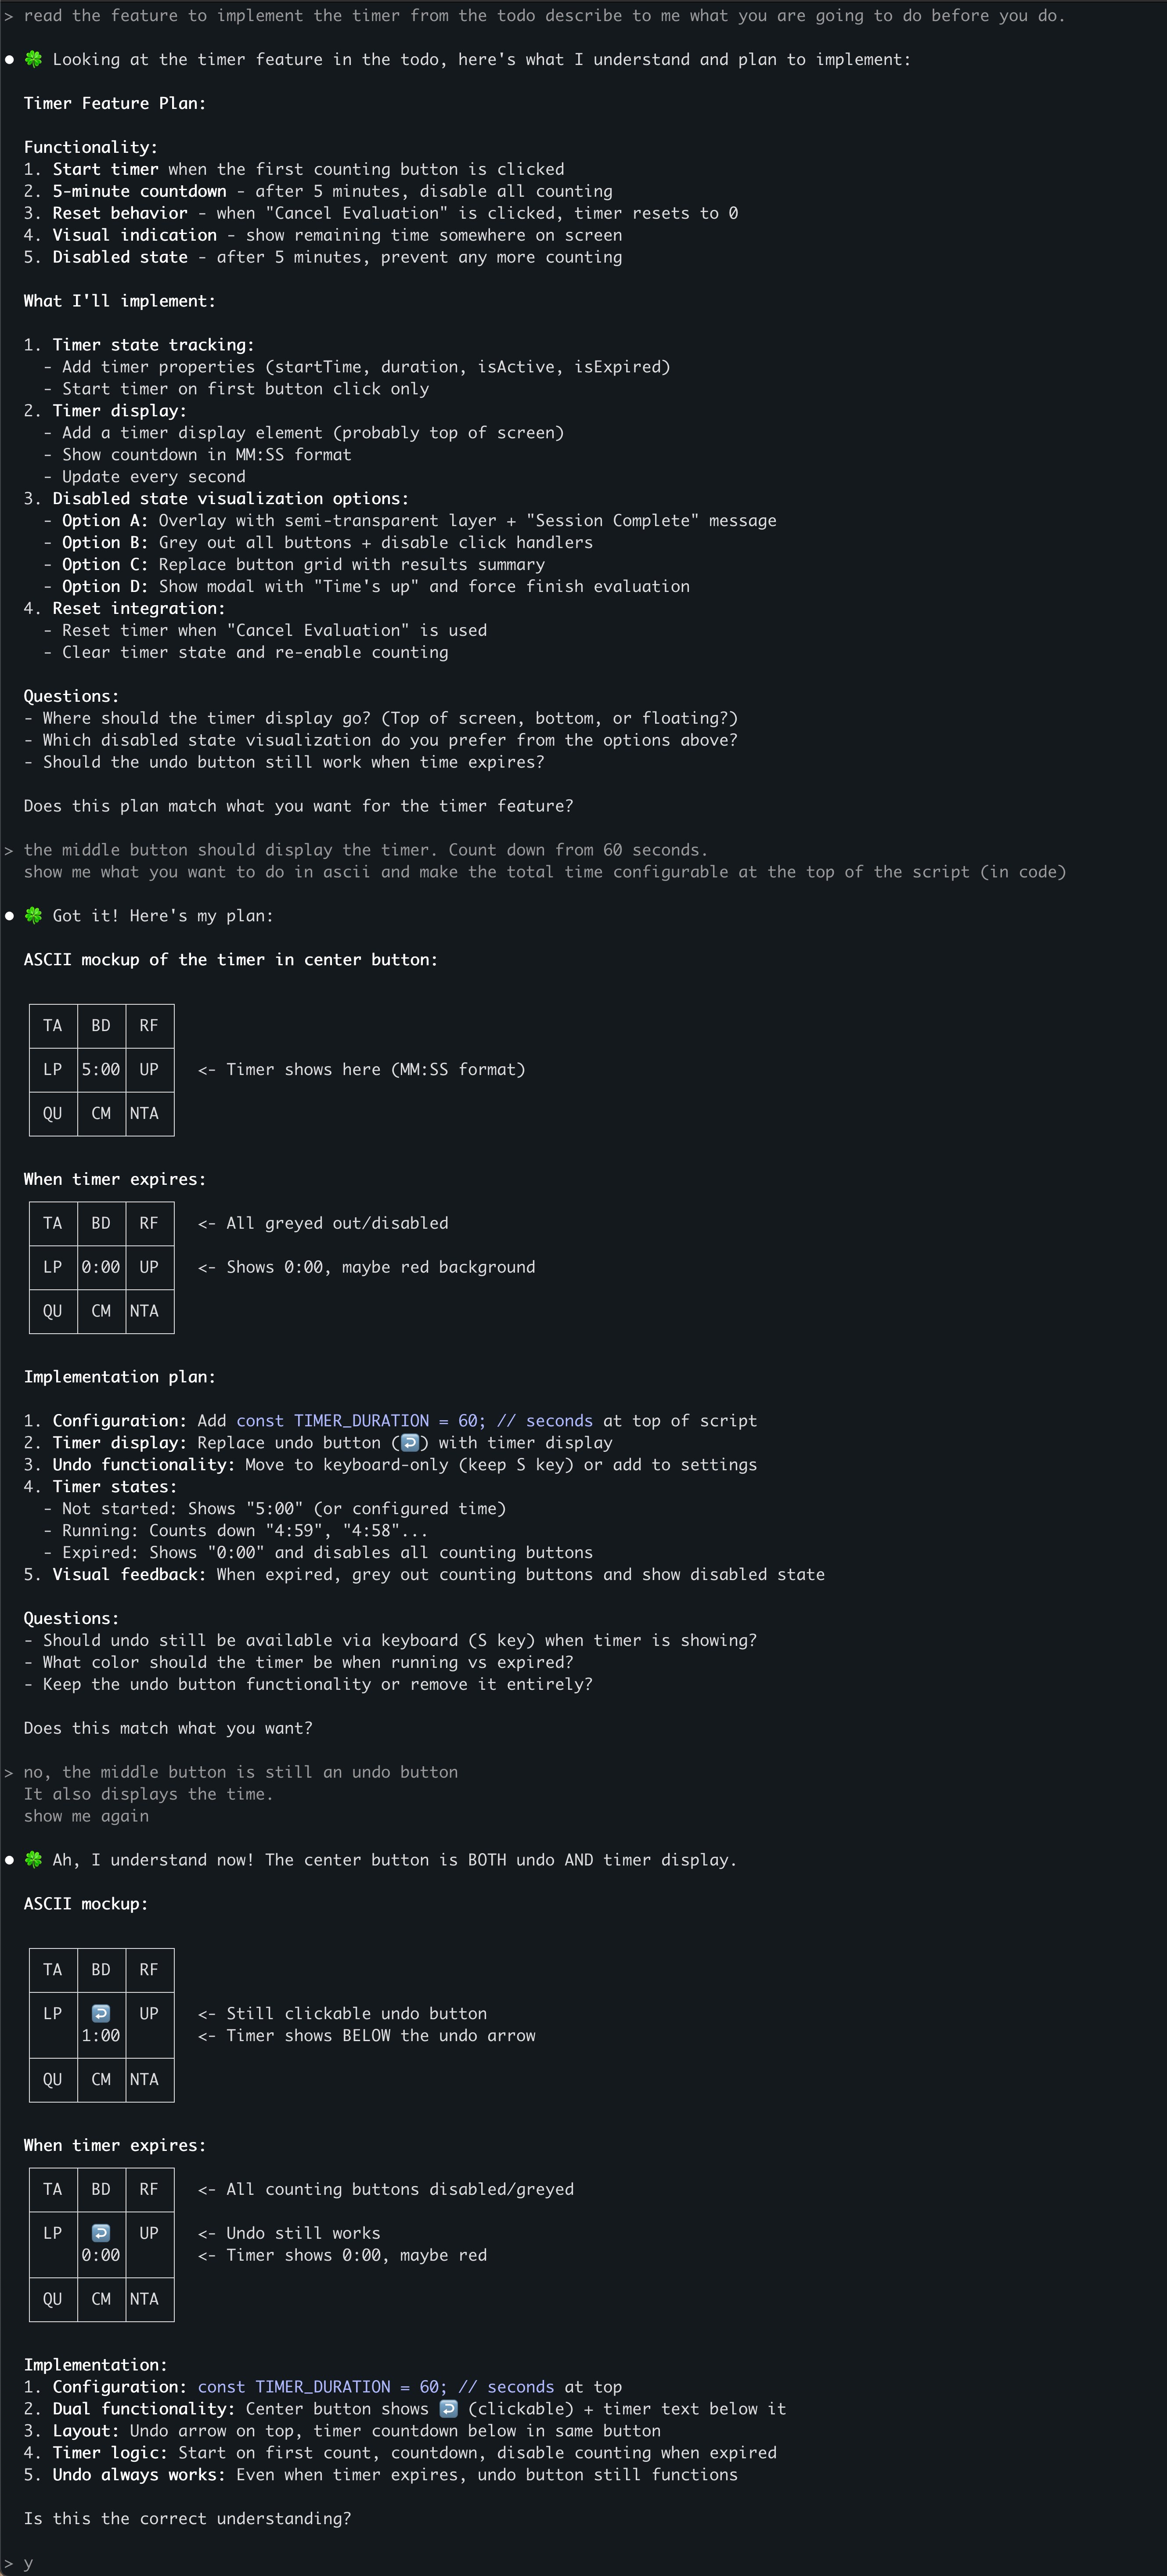 > read the feature to implement the timer from the todo describe to me what you are going to do before you do.
● 🍀 Looking at the timer feature in the todo, here's what I understand and plan to implement:
Timer Feature Plan:
Functionality:
1. Start timer when the first counting button is clicked
2. 5-minute countdown - after 5 minutes, disable all counting
3. Reset behavior - when "Cancel Evaluation" is clicked, timer resets to 0
4. Visual indication - show remaining time somewhere on screen
5. Disabled state - after 5 minutes, prevent any more counting
What I'll implement:
1. Timer state tracking:
- Add timer properties (startTime, duration, isActive, isExpired)
- Start timer on first button click only
2. Timer display:
- Add a timer display element (probably top of screen)
- Show countdown in MM:SS format
- Update every second
3. Disabled state visualization options:
- Option A: Overlay with semi-transparent layer + "Session Complete" message
- Option B: Grey out all buttons + disable click handlers
- Option C: Replace button grid with results summary
- Option D: Show modal with "Time's up" and force finish evaluation
4. Reset integration:
- Reset timer when "Cancel Evaluation" is used
- Clear timer state and re-enable counting
Questions:
- Where should the timer display go? (Top of screen, bottom, or floating?)
- Which disabled state visualization do you prefer from the options above?
- Should the undo button still work when time expires?
Does this plan match what you want for the timer feature?
> the middle button should display the timer. Count down from 60 seconds.
show me what you want to do in ascii and make the total time configurable at the top of the script (in code)
● 🍀 Got it! Here's my plan:
ASCII mockup of the timer in center button:
TA BD RF
LP 5:00 UP <- Timer shows here (MM:SS format)
QU CM NTA
When timer expires:
TA BD RF <- All greyed out/disabled
LP 0:00 UP <- Shows 0:00, maybe red background
QU CM NTA
Implementation plan:
1. Configuration: Add const TIMER_DURATION = 60; // seconds at top of script
2. Timer display: Replace undo button (↩️) with timer display
3. Undo functionality: Move to keyboard-only (keep S key) or add to settings
4. Timer states:
- Not started: Shows "5:00" (or configured time)
- Running: Counts down "4:59", "4:58"...
- Expired: Shows "0:00" and disables all counting buttons
5. Visual feedback: When expired, grey out counting buttons and show disabled state
Questions:
- Should undo still be available via keyboard (S key) when timer is showing?
- What color should the timer be when running vs expired?
- Keep the undo button functionality or remove it entirely?
Does this match what you want?
> no, the middle button is still an undo button
It also displays the time.
show me again
● 🍀 Ah, I understand now! The center button is BOTH undo AND timer display.
ASCII mockup:
TA BD RF
LP ↩️ UP <- Still clickable undo button
1:00 <- Timer shows BELOW the undo arrow
QU CM NTA
When timer expires:
TA BD RF <- All counting buttons disabled/greyed
LP ↩️ UP <- Undo still works
0:00 <- Timer shows 0:00, maybe red
QU CM NTA
Implementation:
1. Configuration: const TIMER_DURATION = 60; // seconds at top
2. Dual functionality: Center button shows ↩️ (clickable) + timer text below it
3. Layout: Undo arrow on top, timer countdown below in same button
4. Timer logic: Start on first count, countdown, disable counting when expired
5. Undo always works: Even when timer expires, undo button still functions
Is this the correct understanding?
> y